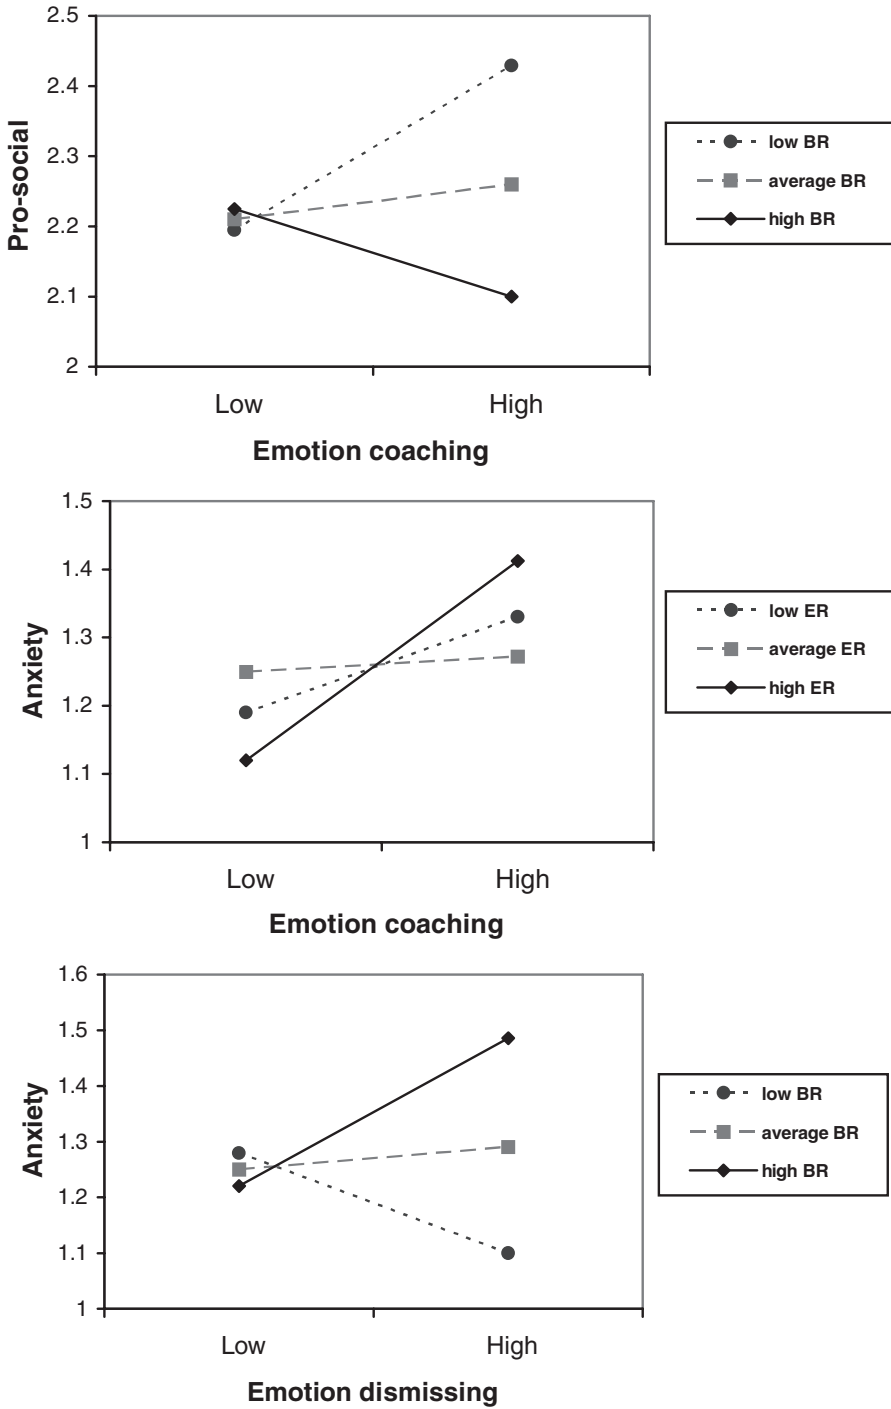 2.5
2.4
2.3
2.2
2.1
2
Pro-social
Low High
Emotion coaching
low BR
average BR
high BR
1.5
1.4
1.3
1.2
1.1
1
Anxiety
Low High
Emotion coaching
low ER
average ER
high ER
1.6
1.5
1.4
1.3
1.2
1.1
1
Anxiety
Low High
Emotion dismissing
low BR
average BR
high BR